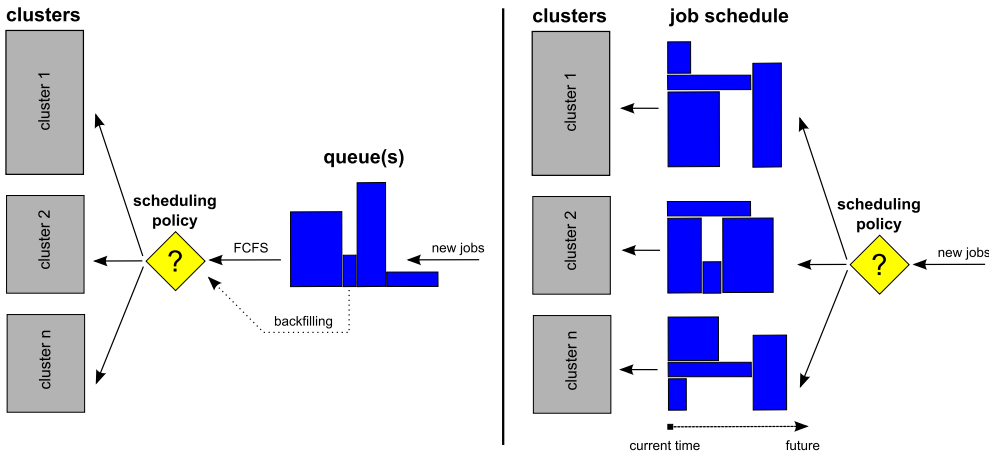 clusters
cluster 1
cluster 2
cluster n
scheduling
policy
?
FCFS
backfilling
queue(s)
new jobs
clusters
job schedule
cluster 1
cluster 2
cluster n
scheduling
policy
?
new jobs
current time
future